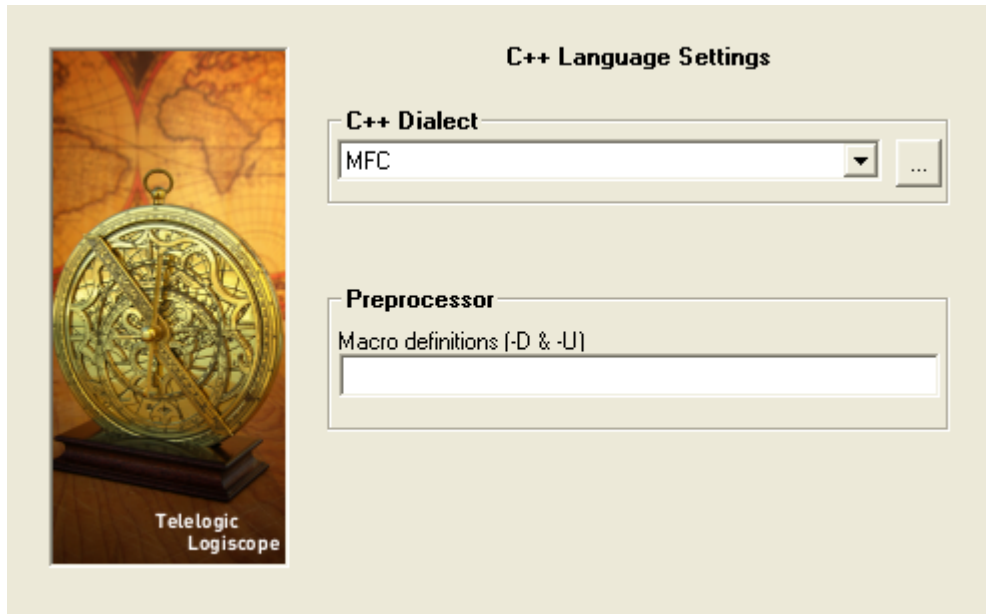 C++ Language Settings
C++ Dialect
MFC
...
Preprocessor
Macro definitions (-D & -U)
Telelogic
Logiscope